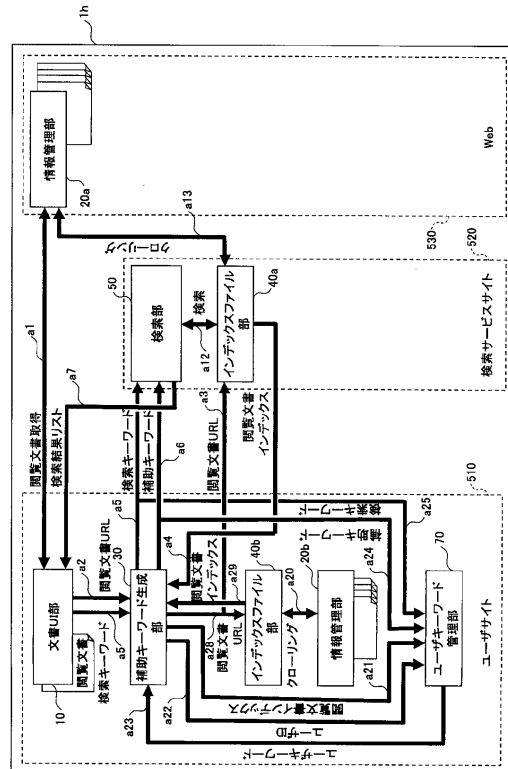 1h
情報管理部
20a
Web
530
a1
閲覧文書取得
検索結果リスト
a7
クローリング
a13
50
検索部
検索
a12
インデックスファイル部
40a
検索サービスサイト
520
検索キーワード
補助キーワード
a6
a3
閲覧文書URL
閲覧文書
インデックス
510
文書UI部
閲覧文書
10
a2
閲覧文書URL
a5
検索キーワード
30
補助キーワード生成部
a5
a4
閲覧文書
インデックス
a29
a28
閲覧文書
URL
40b
インデックスファイル部
a20
クローリング
20b
情報管理部
検索
キーワード
補助
キーワード
a25
a24
a21
閲覧文書インデックス
a22
a23
ユーザID
ユーザキーワード
70
ユーザキーワード管理部
ユーザサイト